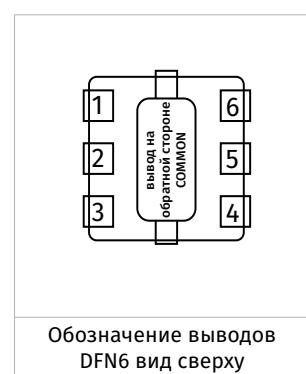 1
2
3
вывод на
обратной стороне
COMMON
6
5
4
Обозначение выводов
DFN6 вид сверху